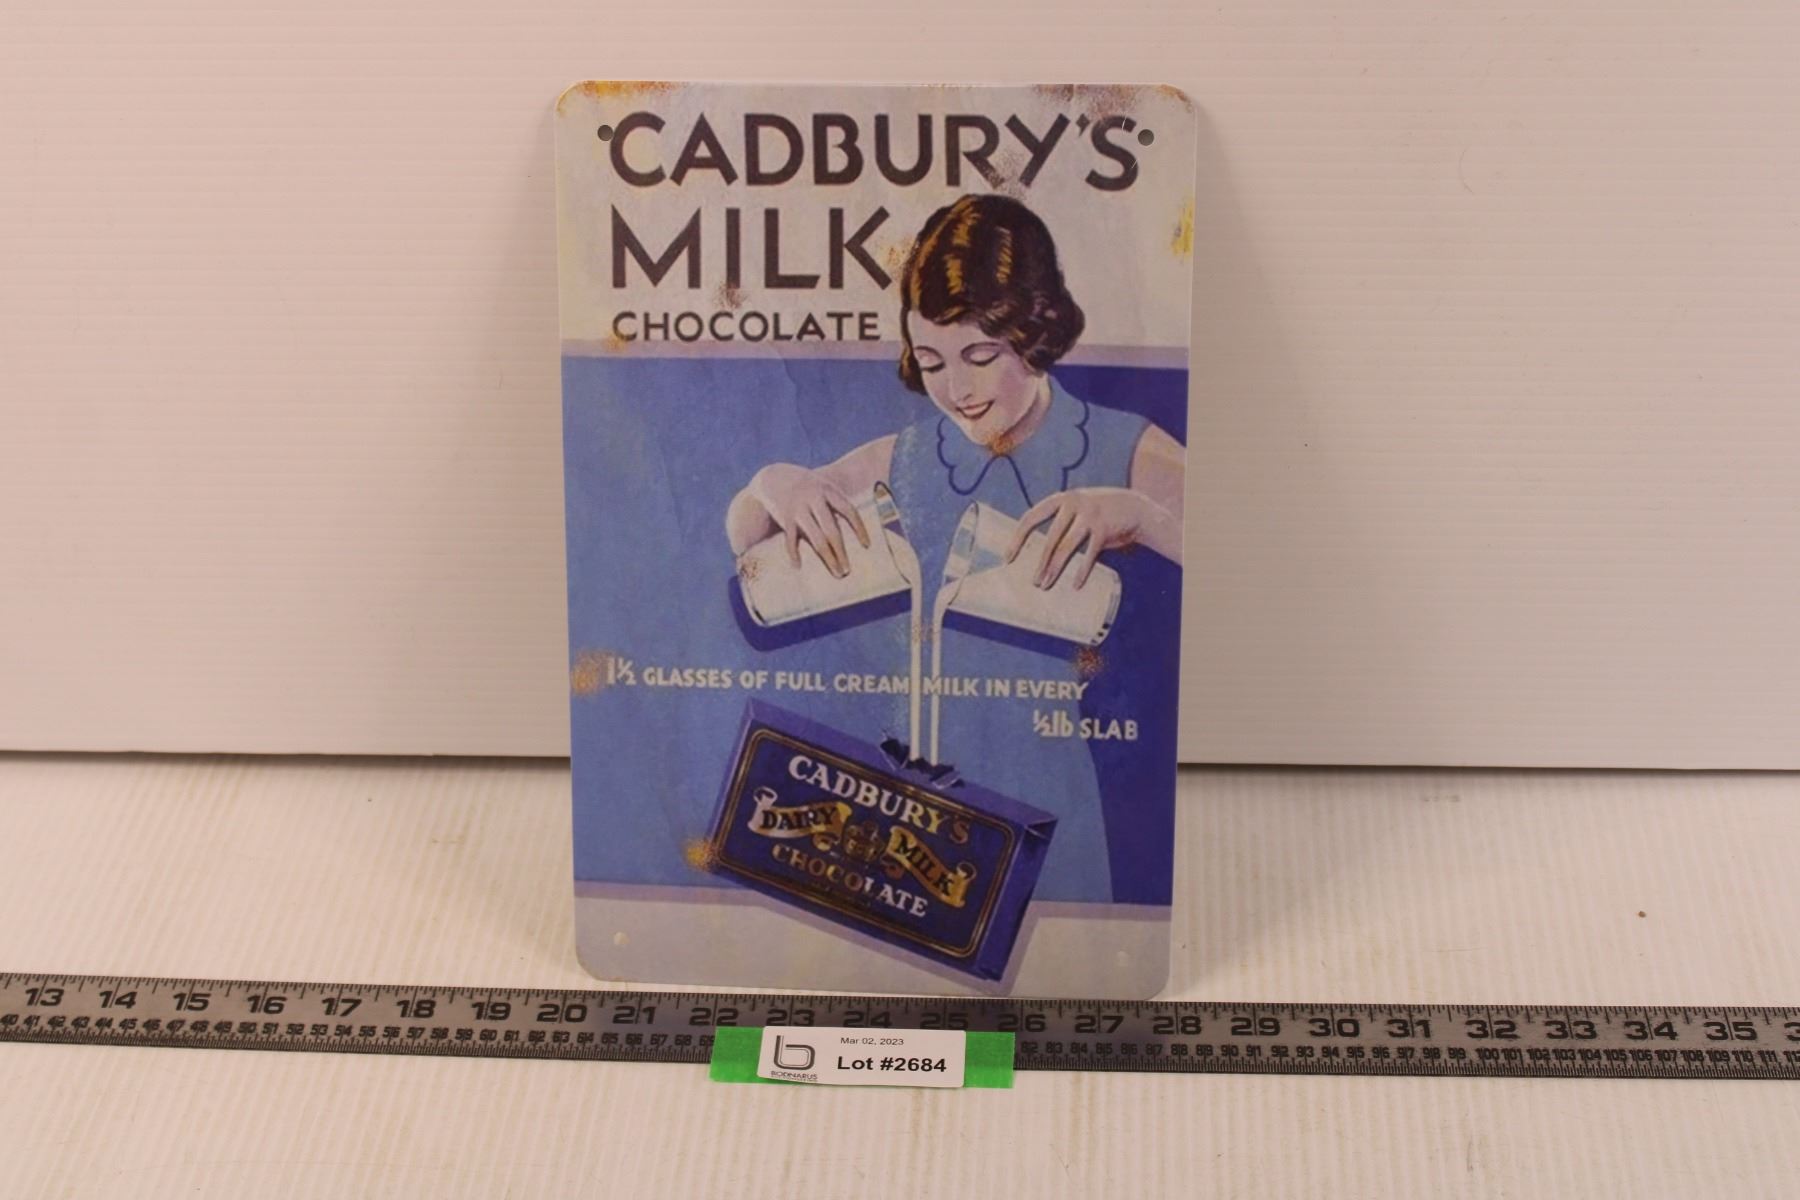 CADBURY'S
MILK
CHOCOLATE
1½ GLASSES OF FULL CREAM MILK IN EVERY
½lb SLAB
CADBURY'S
DAIRY MILK
CHOCOLATE
13 14 15 16 17 18 19 20 21 22 23 24 25 26 27 28 29 30 31 32 33 34 35
Mar 02, 2023
Lot #2684
BODNARUS